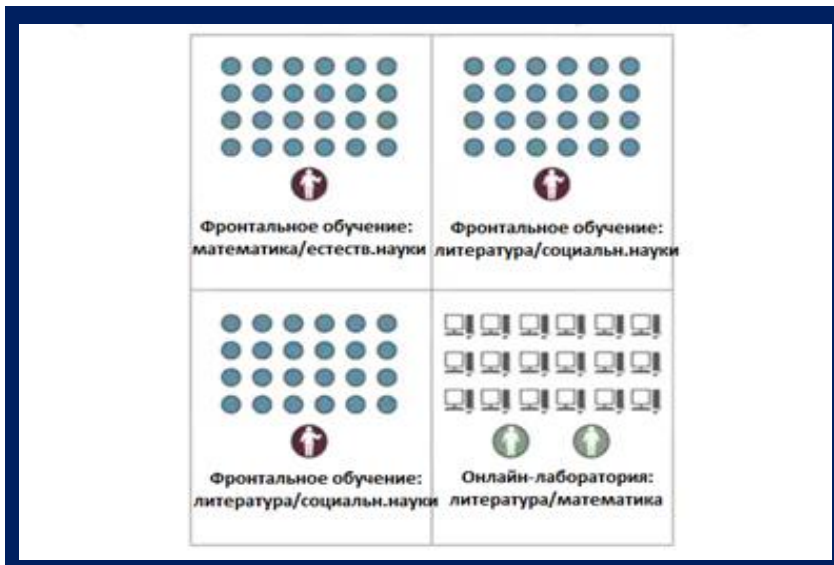 Фронтальное обучение:
математика/естеств.науки
Фронтальное обучение:
литература/социальн.науки
Фронтальное обучение:
литература/социальн.науки
Онлайн-лаборатория:
литература/математика